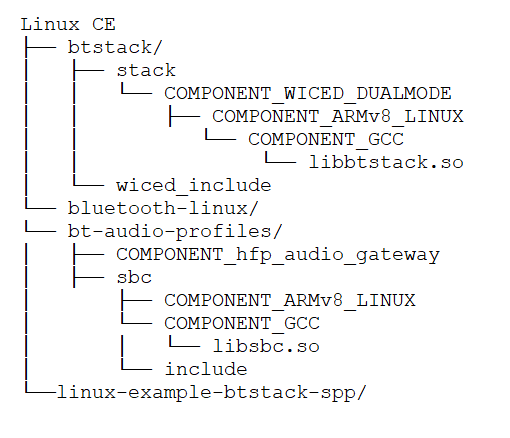 Linux CE
├── btstack/
│   ├── stack
│   │   └── COMPONENT_WICED_DUALMODE
│   │       ├── COMPONENT_ARMv8_LINUX
│   │          └── COMPONENT_GCC
│   │               └── libbtstack.so
│   └── wiced_include
└── bluetooth-linux/
└── bt-audio-profiles/
│   ├── COMPONENT_hfp_audio_gateway
│   ├── sbc
│       ├── COMPONENT_ARMv8_LINUX
│       └── COMPONENT_GCC
│       │   └── libsbc.so
│       └── include
└──linux-example-btstack-spp/